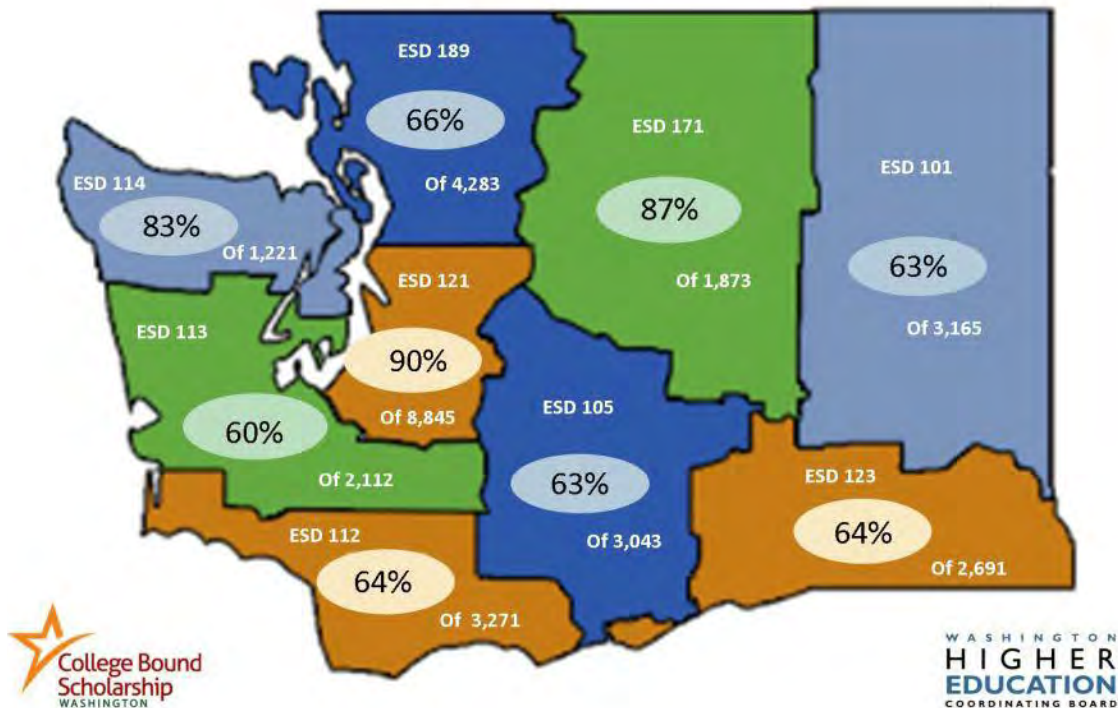 ESD 189
66%
Of 4,283
ESD 171
87%
Of 1,873
ESD 101
63%
Of 3,165
ESD 114
83%
Of 1,221
ESD 121
90%
Of 8,845
ESD 113
60%
Of 2,112
ESD 105
63%
Of 3,043
ESD 123
64%
Of 2,691
ESD 112
64%
Of 3,271
College Bound
Scholarship
WASHINGTON
WASHINGTON
HIGHER
EDUCATION
COORDINATING BOARD